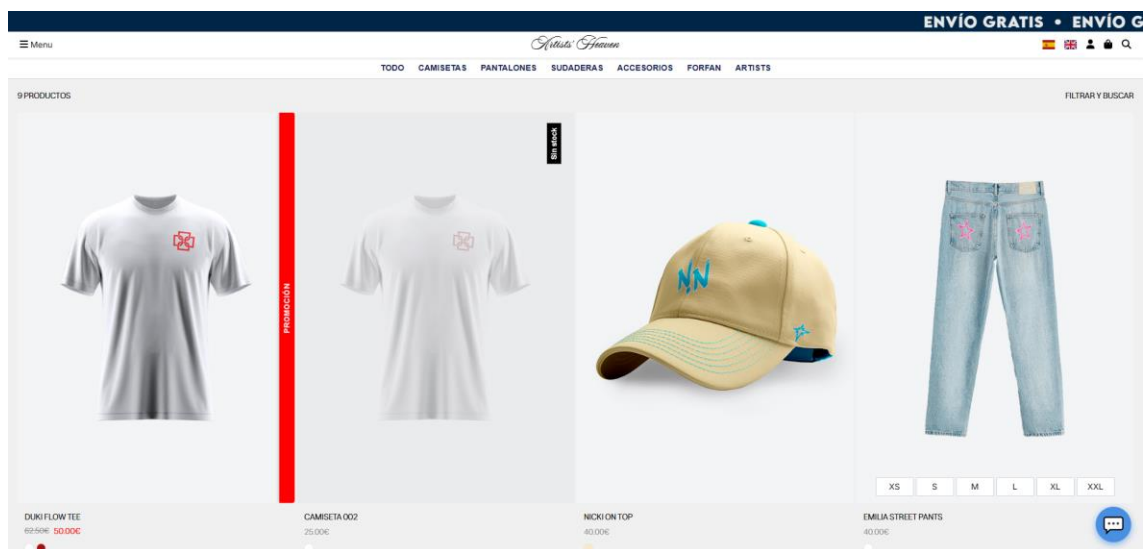 ENVÍO GRATIS • ENVÍO G
Menu
Artists' Heaven
TODO CAMISETAS PANTALONES SUDADERAS ACCESORIOS FORFAN ARTISTS
9 PRODUCTOS
FILTRAR Y BUSCAR
PROMOCIÓN
Sin stock
NN
XS S M L XL XXL
DUKI FLOW TEE
62.50€ 50.00€
CAMISETA 002
25.00€
NICKI ON TOP
40.00€
EMILIA STREET PANTS
40.00€